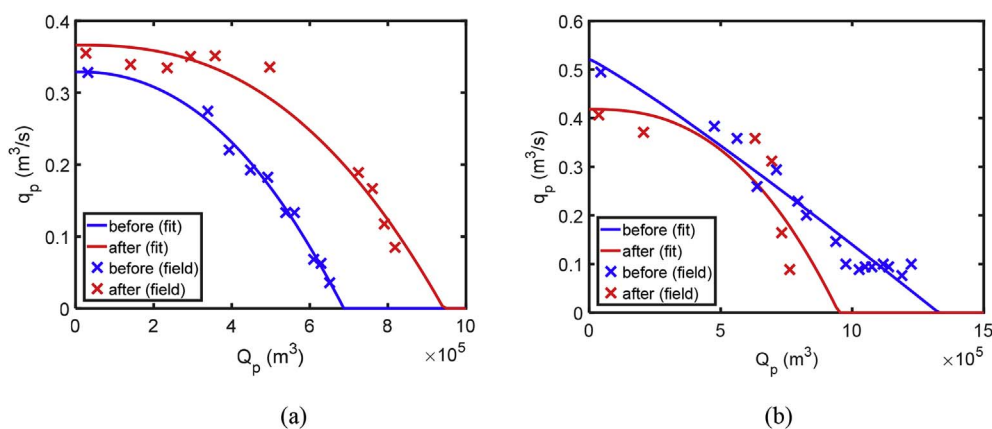 0.4
0.3
0.2
0.1
0
q_p (m^3/s)
before (fit)
after (fit)
before (field)
after (field)
0 2 4 6 8 10
×10^5
Q_p (m^3)
(a)
0.6
0.5
0.4
0.3
0.2
0.1
0
q_p (m^3/s)
before (fit)
after (fit)
before (field)
after (field)
0 5 10 15
×10^5
Q_p (m^3)
(b)